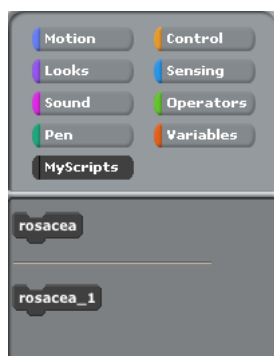 Motion Control
Looks Sensing
Sound Operators
Pen Variables
MyScripts
rosacea
rosacea_1